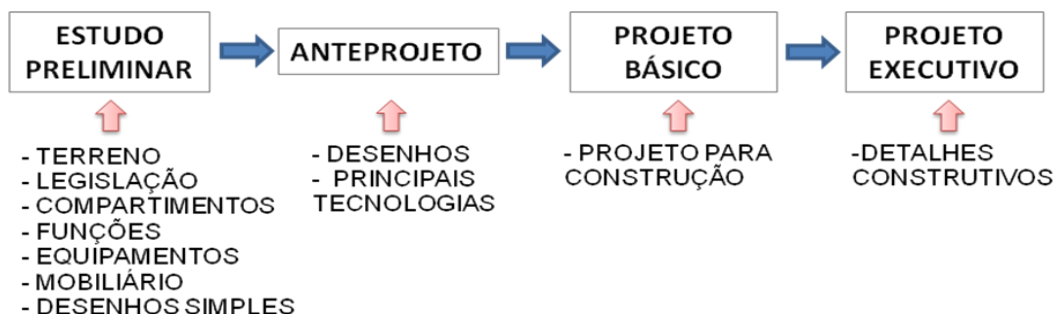 ESTUDO
PRELIMINAR
ANTEPROJETO
PROJETO
BÁSICO
PROJETO
EXECUTIVO
- TERRENO
- LEGISLAÇÃO
- COMPARTIMENTOS
- FUNÇÕES
- EQUIPAMENTOS
- MOBILIÁRIO
- DESENHOS SIMPLES
- DESENHOS
- PRINCIPAIS
TECNOLOGIAS
- PROJETO PARA
CONSTRUÇÃO
-DETALHES
CONSTRUTIVOS